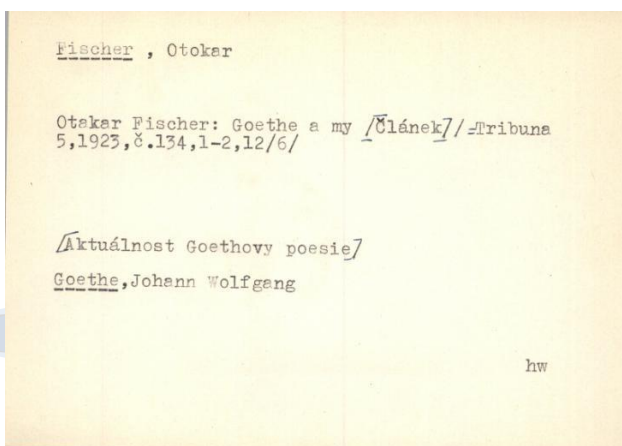 Fischer , Otokar
Otakar Fischer: Goethe a my [Článek]/-Tribuna
5,1923,č.134,1-2,12/6/
[Aktuálnost Goethovy poesie]
Goethe,Johann Wolfgang
hw